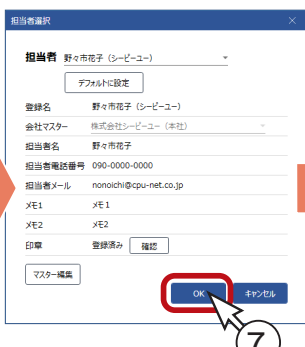 担当者選択
担当者 野々市花子 (シーピーユー)
デフォルトに設定
登録名 野々市花子 (シーピーユー)
会社マスター 株式会社シーピーユー (本社)
担当者名 野々市花子
担当者電話番号 090-0000-0000
担当者メール nonoichi@cpu-net.co.jp
メモ1 メモ1
メモ2 メモ2
印章 登録済み 確認
マスター編集
OK キャンセル
7